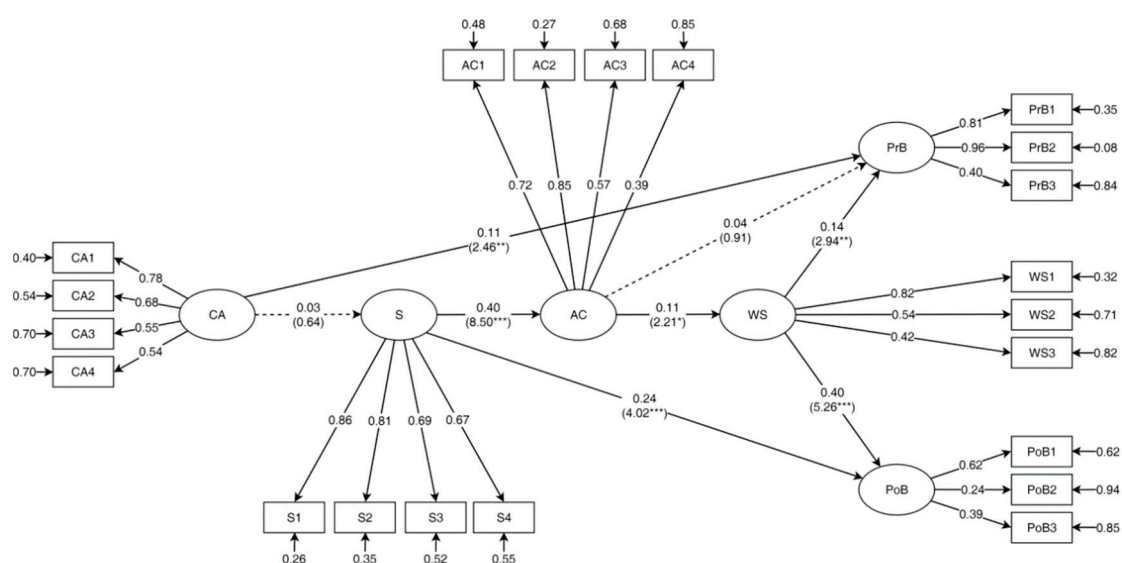 0.48
0.27
0.68
0.85
AC1
AC2
AC3
AC4
PrB1
0.35
0.81
PrB
0.96
PrB2
0.08
0.40
PrB3
0.84
0.72
0.85
0.57
0.39
0.11
(2.46**)
0.04
(0.91)
0.14
(2.94**)
0.40
CA1
0.78
0.54
CA2
0.68
0.70
CA3
0.55
0.70
CA4
0.54
CA
0.03
(0.64)
S
0.40
(8.50***)
AC
0.11
(2.21*)
WS
0.82
WS1
0.32
0.54
WS2
0.71
0.42
WS3
0.82
0.24
(4.02***)
0.40
(5.26***)
0.86
0.81
0.69
0.67
S1
S2
S3
S4
0.26
0.35
0.52
0.55
PoB
0.62
PoB1
0.62
0.24
PoB2
0.94
0.39
PoB3
0.85